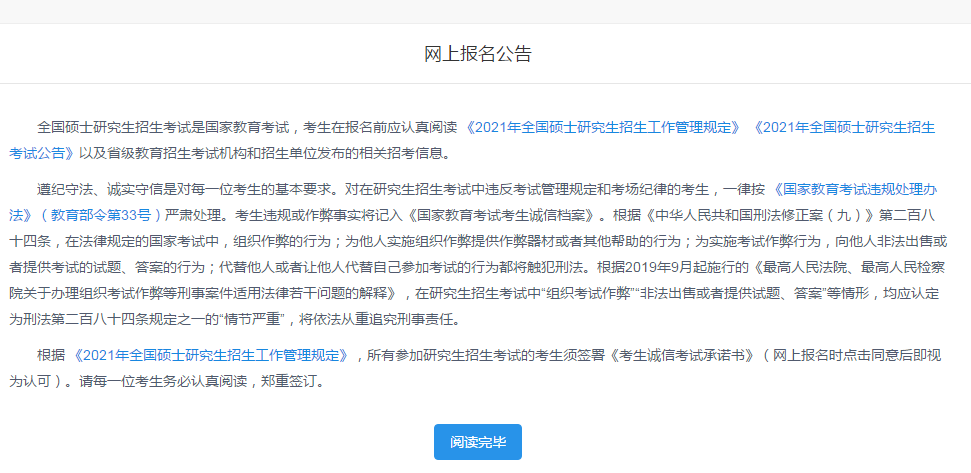 网上报名公告
全国硕士研究生招生考试是国家教育考试，考生在报名前应认真阅读 《2021年全国硕士研究生招生工作管理规定》 《2021年全国硕士研究生招生
考试公告》以及省级教育招生考试机构和招生单位发布的相关招考信息。
遵纪守法、诚实守信是对每一位考生的基本要求。对在研究生招生考试中违反考试管理规定和考场纪律的考生，一律按 《国家教育考试违规处理办
法》（教育部令第33号）严肃处理。考生违规或作弊事实将记入《国家教育考试考生诚信档案》。根据《中华人民共和国刑法修正案（九）》第二百八
十四条，在法律规定的国家考试中，组织作弊的行为；为他人实施组织作弊提供作弊器材或者其他帮助的行为；为实施考试作弊行为，向他人非法出售或
者提供考试的试题、答案的行为；代替他人或者让他人代替自己参加考试的行为都将触犯刑法。根据2019年9月起施行的《最高人民法院、最高人民检察
院关于办理组织考试作弊等刑事案件适用法律若干问题的解释》，在研究生招生考试中“组织考试作弊”“非法出售或者提供试题、答案”等情形，均应认定
为刑法第二百八十四条规定之一的“情节严重”，将依法从重追究刑事责任。
根据 《2021年全国硕士研究生招生工作管理规定》，所有参加研究生招生考试的考生须签署《考生诚信考试承诺书》（网上报名时点击同意后即视
为认可）。请每一位考生务必认真阅读，郑重签订。
阅读完毕